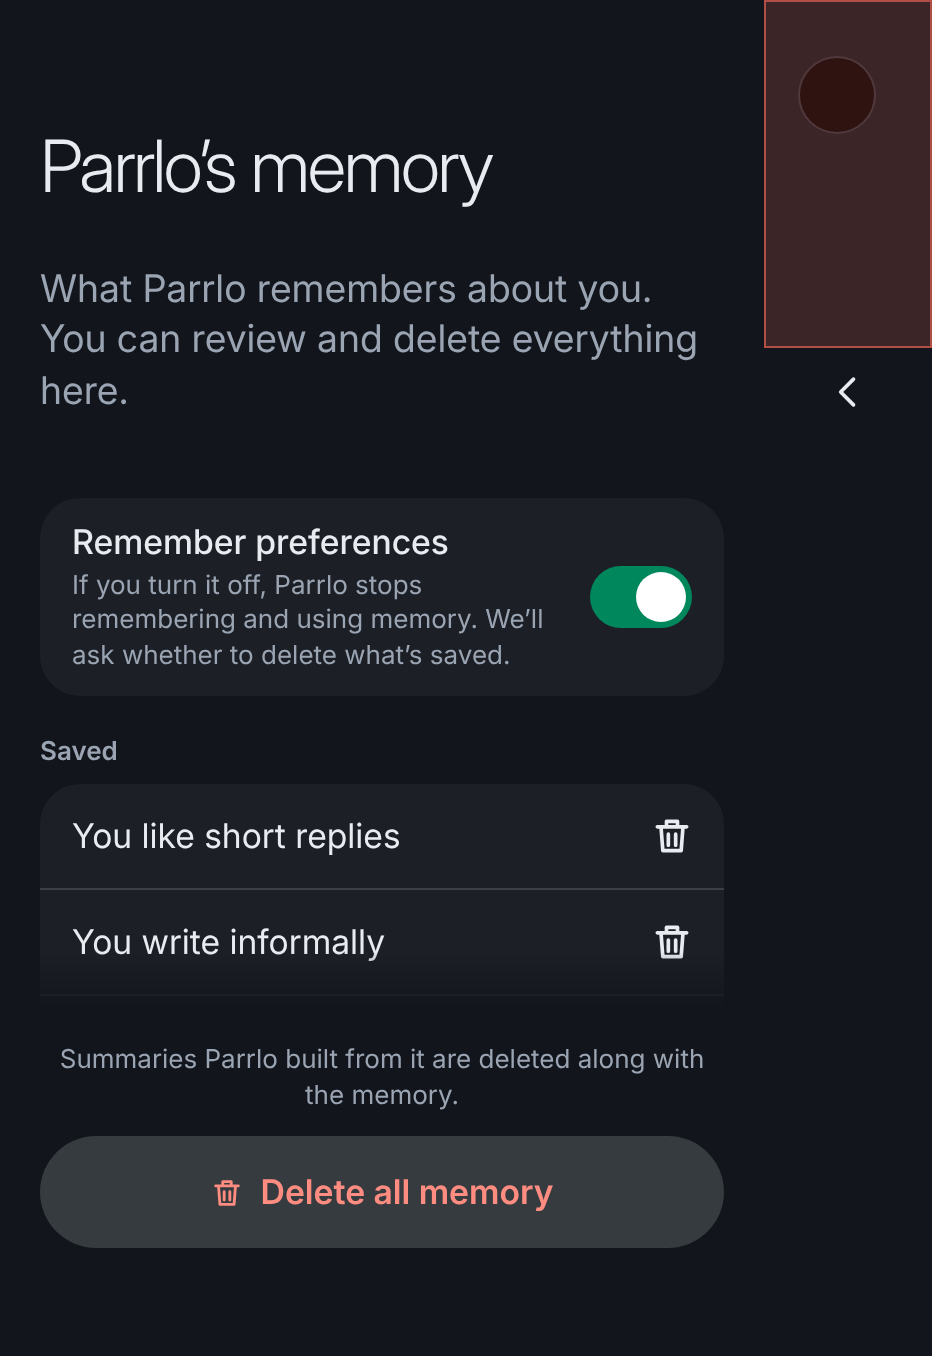 Parrlo’s memory
What Parrlo remembers about you.
You can review and delete everything
here.
Remember preferences
If you turn it off, Parrlo stops
remembering and using memory. We’ll
ask whether to delete what’s saved.
Saved
You like short replies
You write informally
Summaries Parrlo built from it are deleted along with
the memory.
Delete all memory